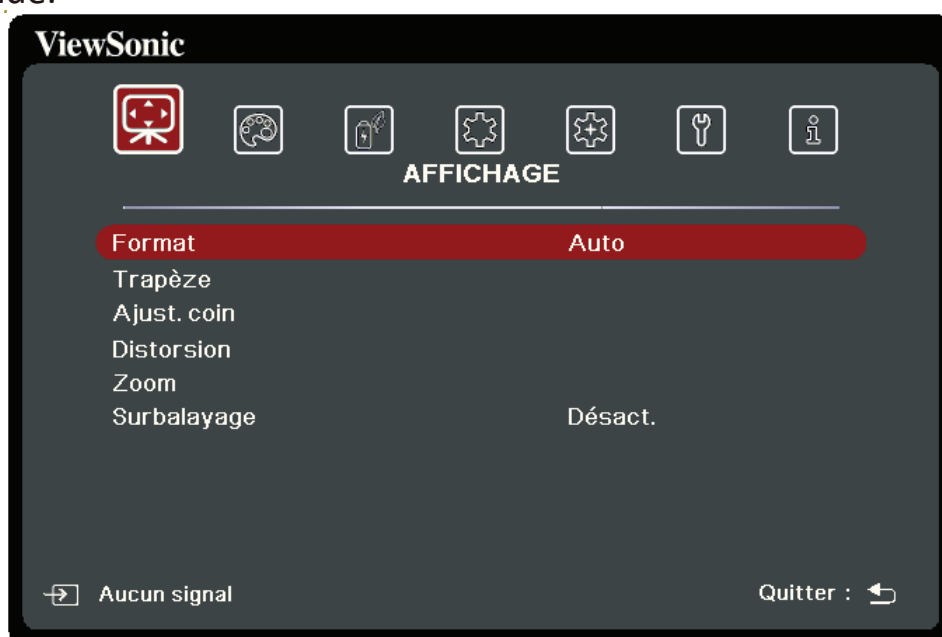 ViewSonic
AFFICHAGE
Format Auto
Trapèze
Ajust. coin
Distorsion
Zoom
Surbalayage Désact.
Aucun signal Quitter :